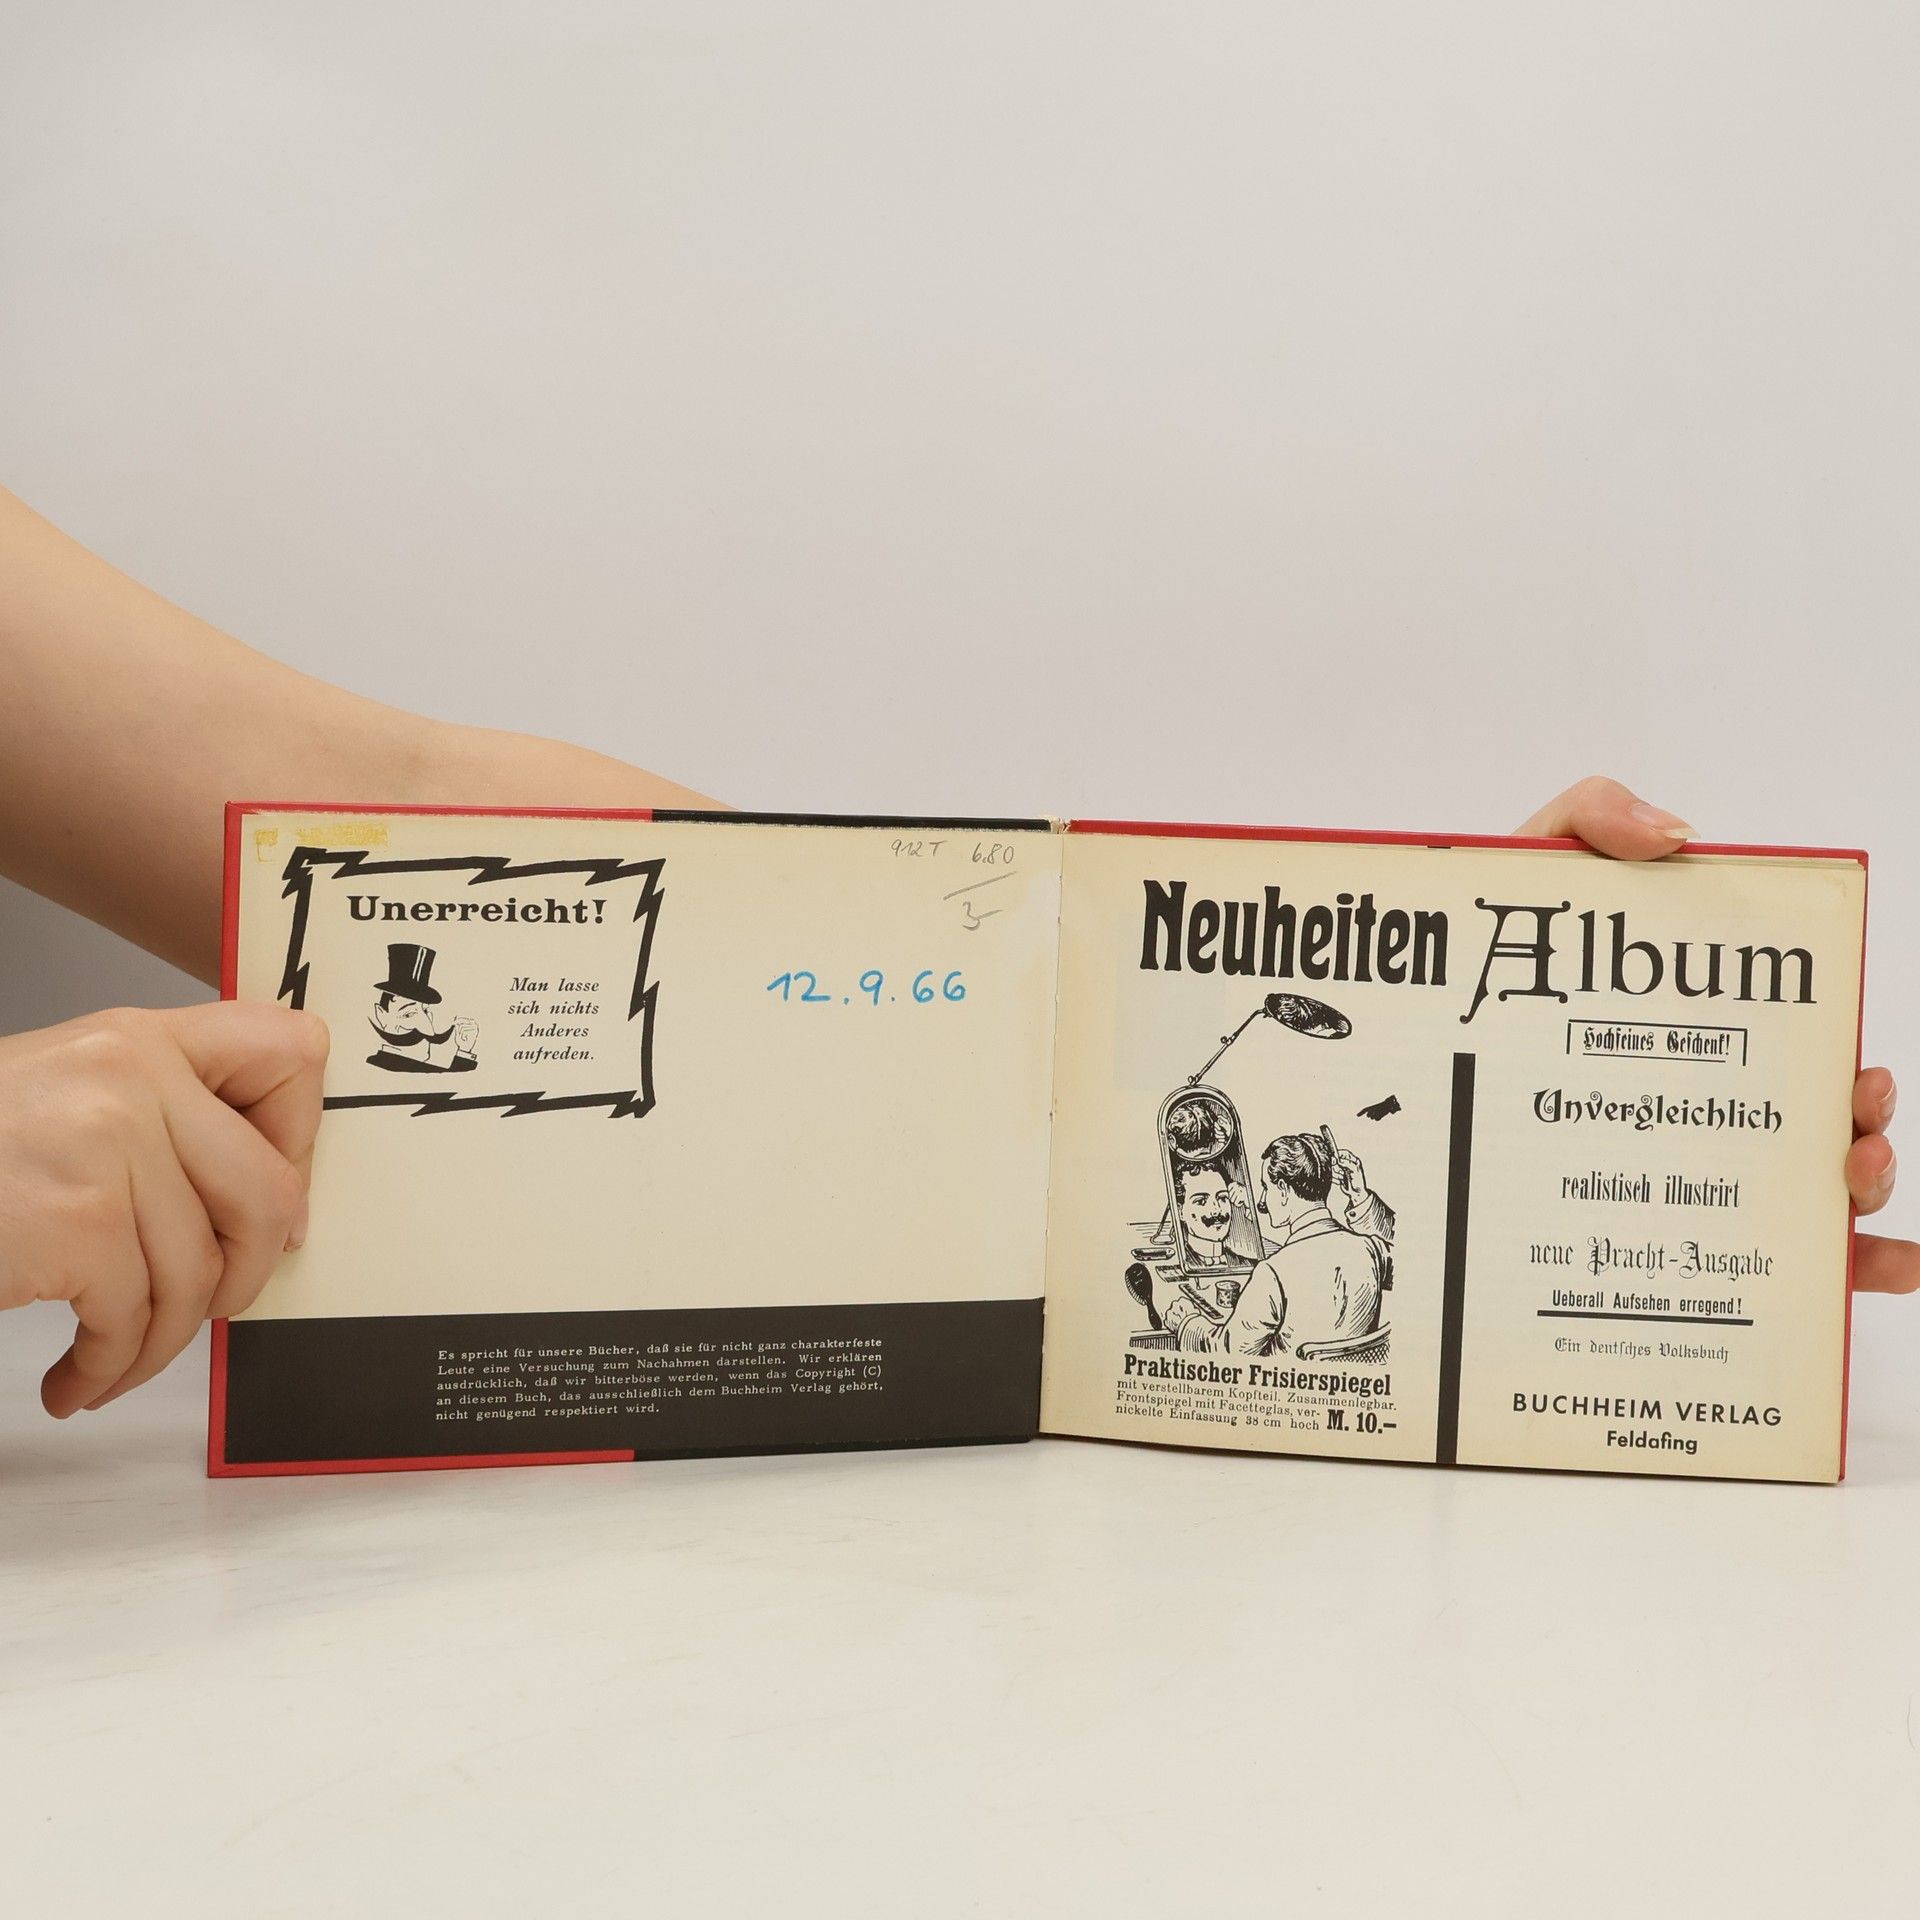 912T 6.80
3
Unerreicht!
Man lasse
sich nichts
Anderes
aufreden.
12.9.66
Es spricht für unsere Bücher, daß sie für nicht ganz charakterfeste
Leute eine Versuchung zum Nachahmen darstellen. Wir erklären
ausdrücklich, daß wir bitterböse werden, wenn das Copyright (C)
an diesem Buch, das ausschließlich dem Buchheim Verlag gehört,
nicht genügend respektiert wird.
Neuheiten Album
Hochfeines Geschenk!
Unvergleichlich
realistisch illustrirt
neue Pracht-Ausgabe
Ueberall Aufsehen erregend!
Ein deutsches Volksbuch
BUCHHEIM VERLAG
Feldafing
Praktischer Frisierspiegel
mit verstellbarem Kopfteil. Zusammenlegbar.
Frontspiegel mit Facetteglas, ver-
nickelte Einfassung 38 cm hoch M. 10.–